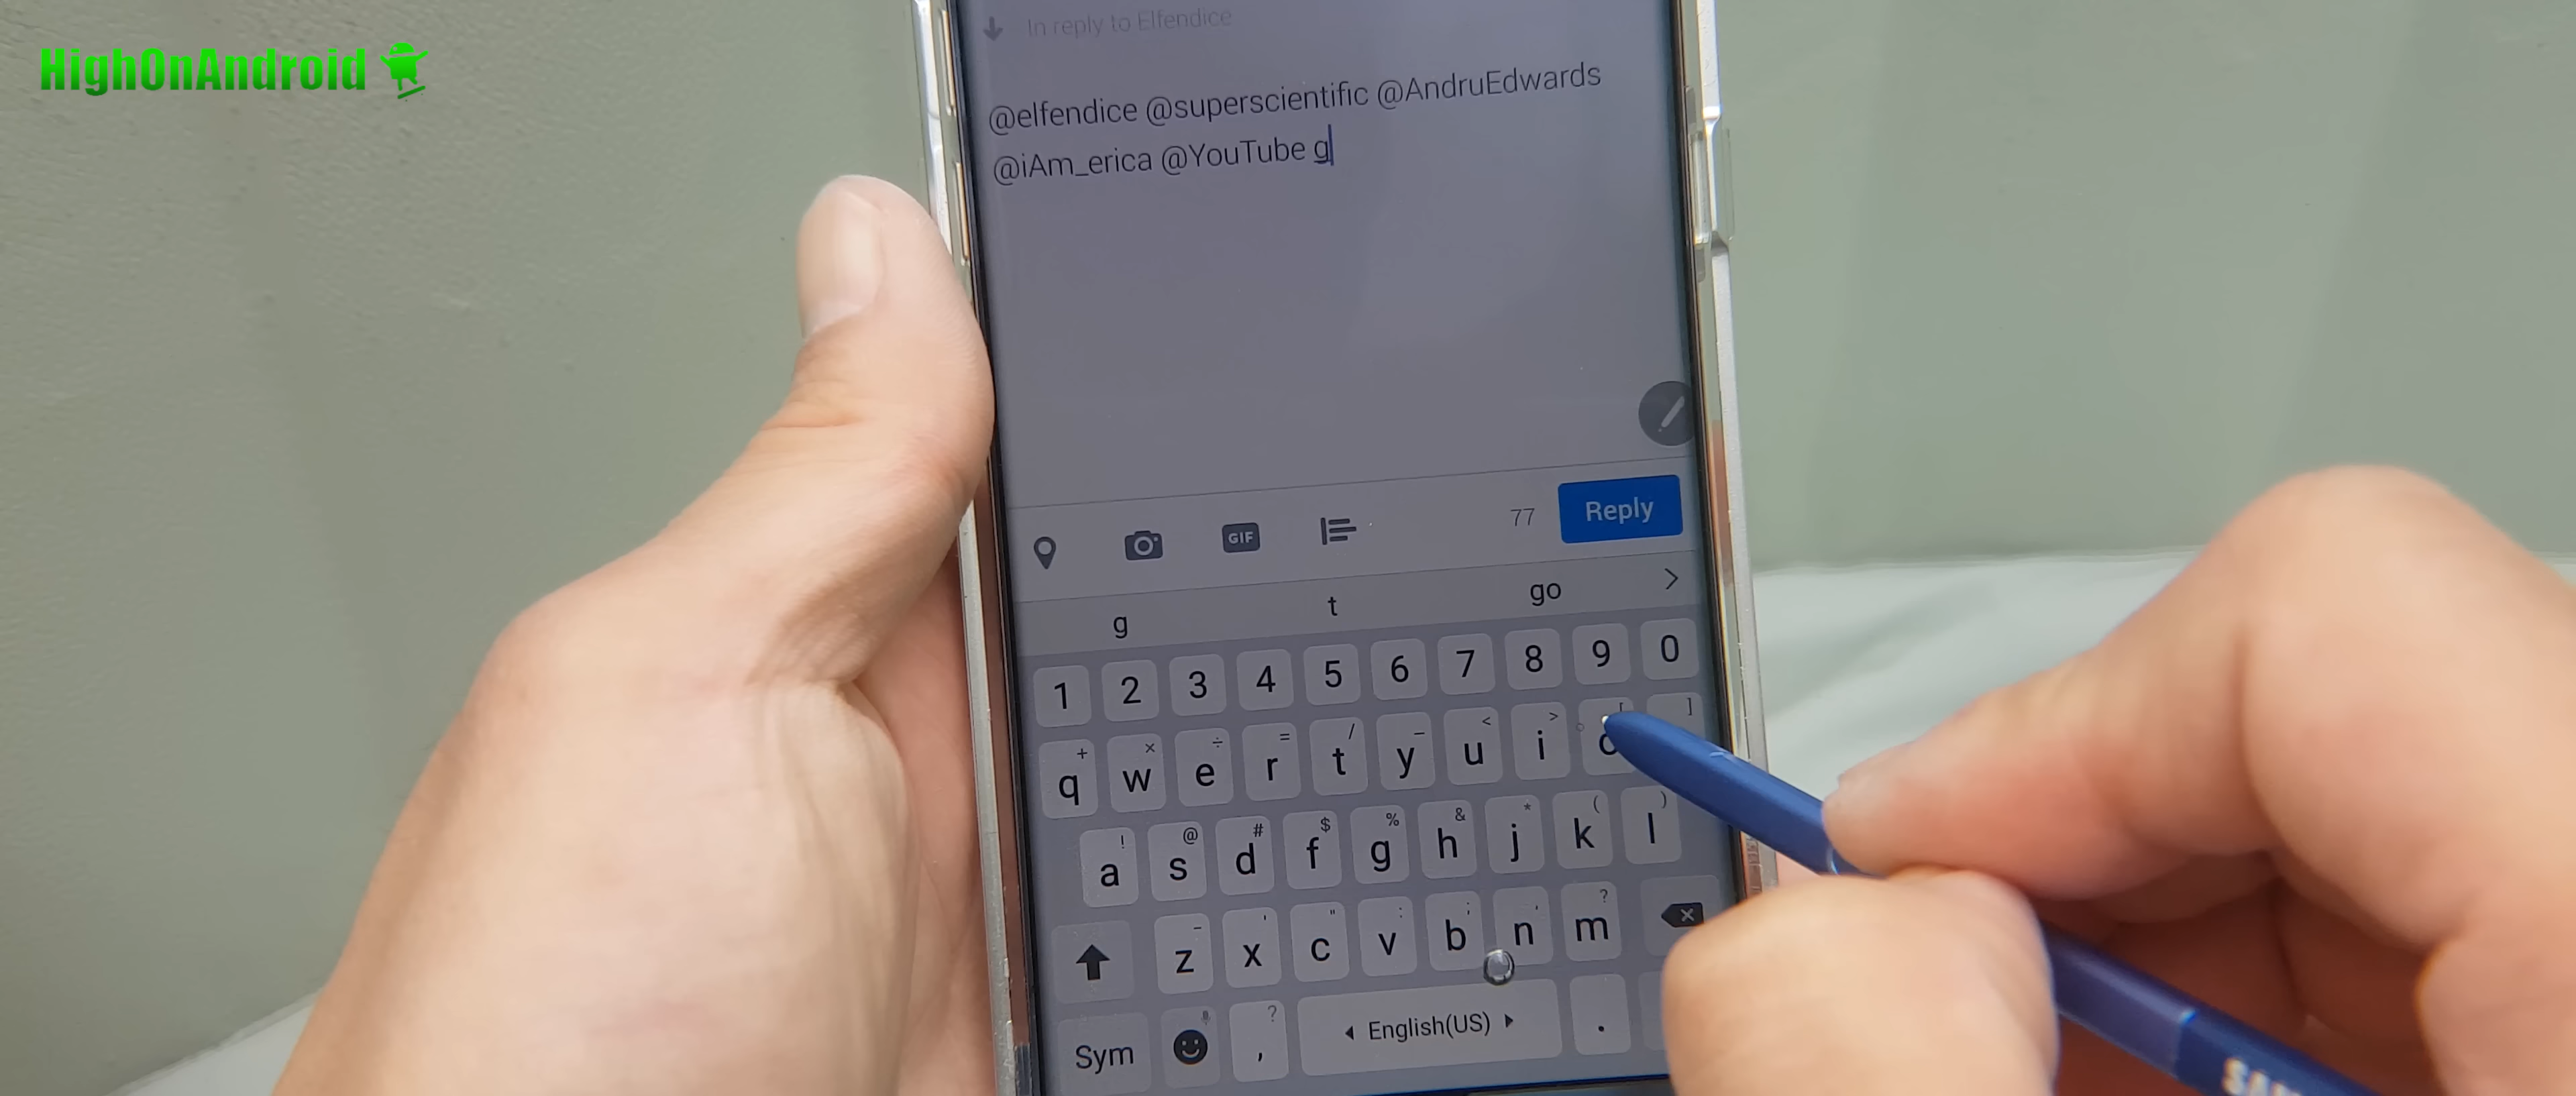 HighOnAndroid
In reply to Elfendice
@elfendice @superscientific @AndruEdwards
@iAm_erica @YouTube g
GIF
77 Reply
g t go >
1 2 3 4 5 6 7 8 9 0
+ × ÷ = / _ < > [ ]
q w e r t y u i o
! @ # $ % & * ( )
a s d f g h j k l
- ' " : ; ' ?
z x c v b n m
Sym ? , English(US) .